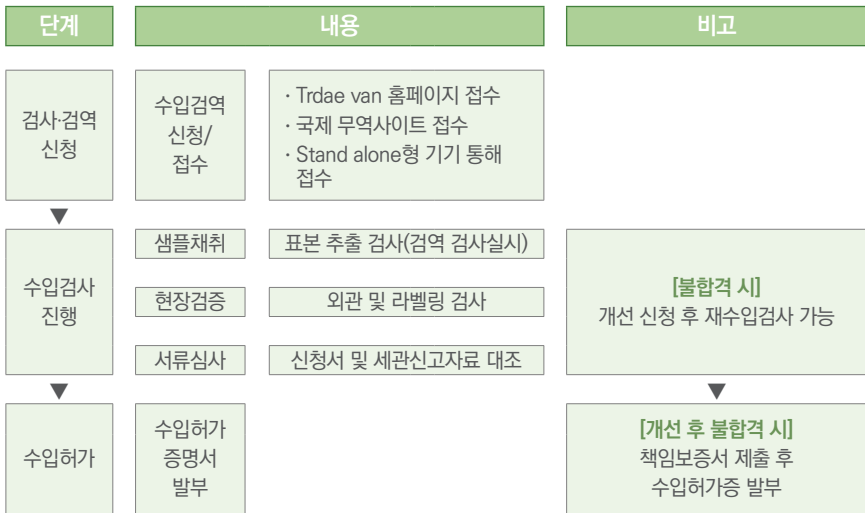 단계
내용
비고
검사·검역
신청
수입검역
신청/
접수
· Trdae van 홈페이지 접수
· 국제 무역사이트 접수
· Stand alone형 기기 통해
접수
▼
수입검사
진행
샘플채취
표본 추출 검사(검역 검사실시)
현장검증
외관 및 라벨링 검사
서류심사
신청서 및 세관신고자료 대조
[불합격 시]
개선 신청 후 재수입검사 가능
▼
▼
수입허가
수입허가
증명서
발부
[개선 후 불합격 시]
책임보증서 제출 후
수입허가증 발부